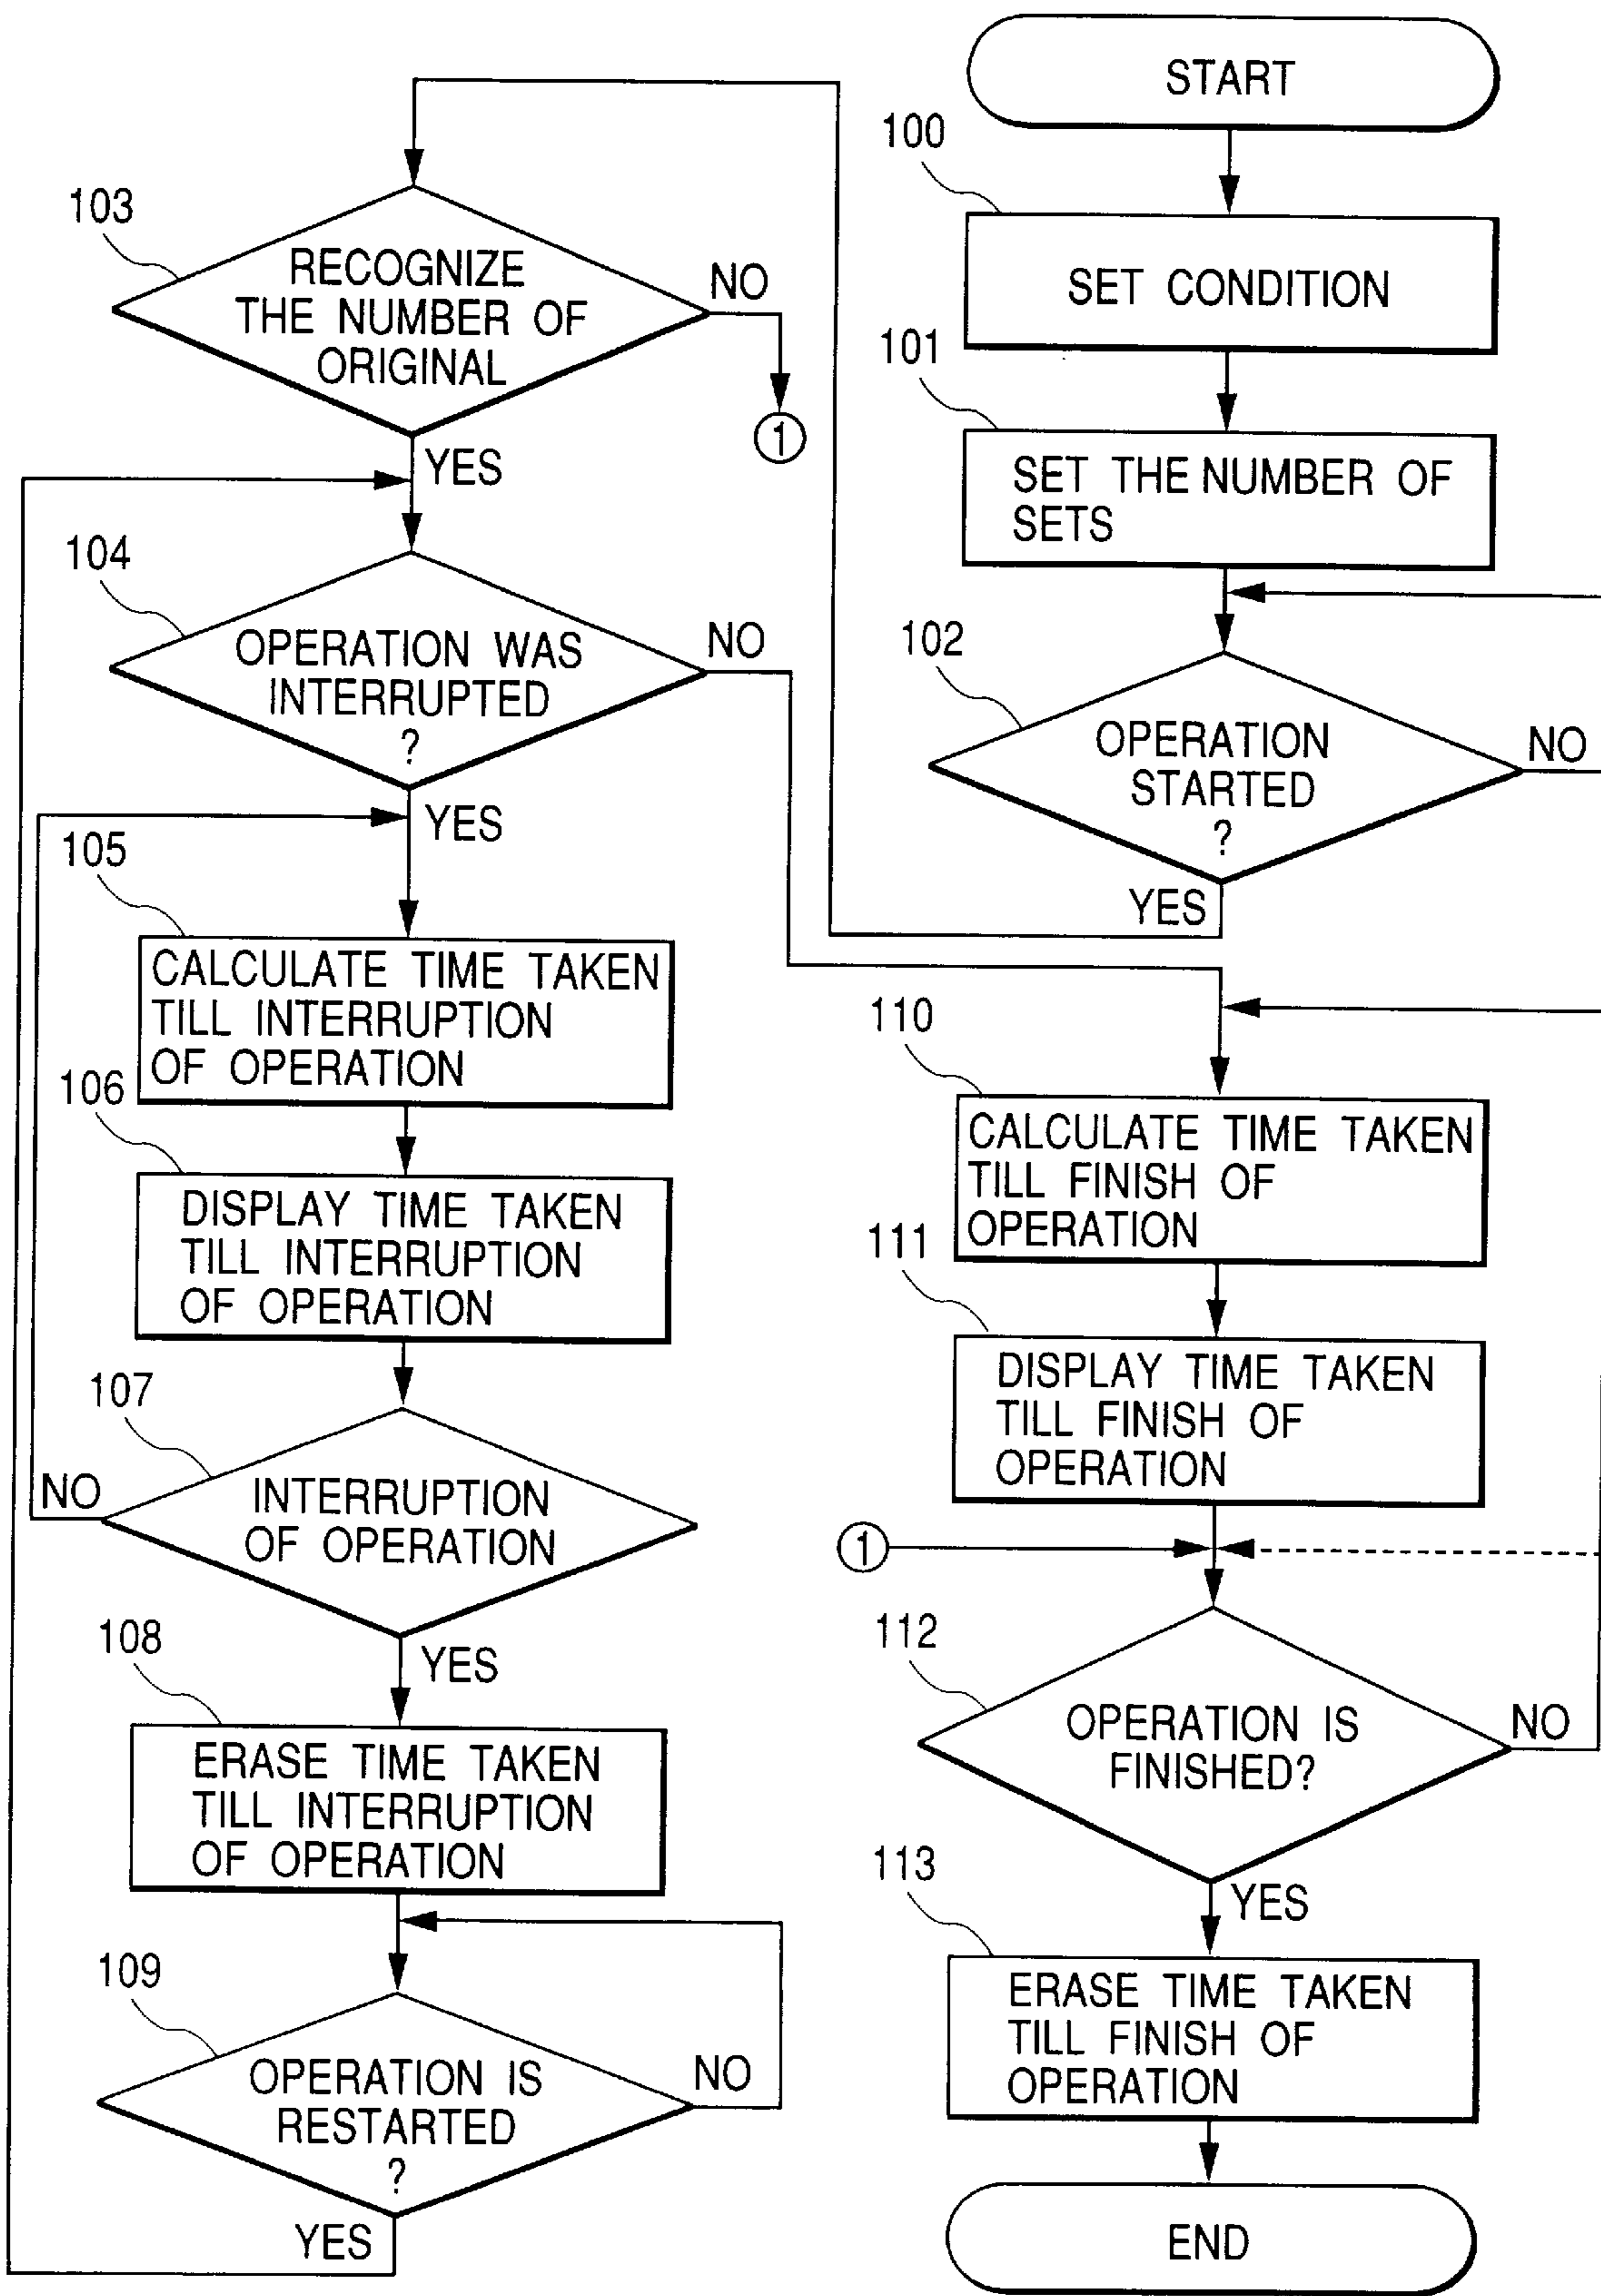 START
100
SET CONDITION
101
SET THE NUMBER OF
SETS
102
OPERATION
STARTED
?
NO
YES
103
RECOGNIZE
THE NUMBER OF
ORIGINAL
NO
1
YES
104
OPERATION WAS
INTERRUPTED
?
NO
YES
105
CALCULATE TIME TAKEN
TILL INTERRUPTION
OF OPERATION
106
DISPLAY TIME TAKEN
TILL INTERRUPTION
OF OPERATION
107
INTERRUPTION
OF OPERATION
NO
YES
108
ERASE TIME TAKEN
TILL INTERRUPTION
OF OPERATION
109
OPERATION IS
RESTARTED
?
NO
YES
110
CALCULATE TIME TAKEN
TILL FINISH OF
OPERATION
111
DISPLAY TIME TAKEN
TILL FINISH OF
OPERATION
1
112
OPERATION IS
FINISHED?
NO
YES
113
ERASE TIME TAKEN
TILL FINISH OF
OPERATION
END